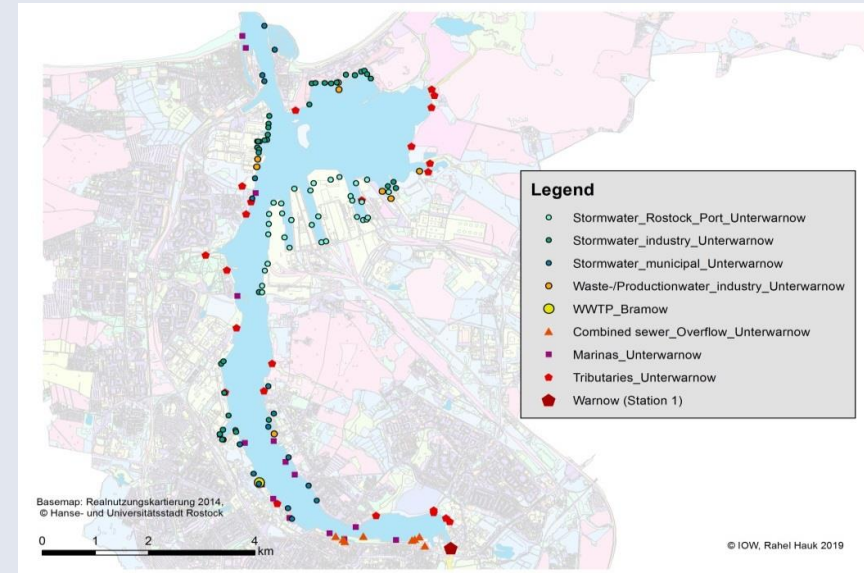 Legend
Stormwater_Rostock_Port_Unterwarnow
Stormwater_industry_Unterwarnow
Stormwater_municipal_Unterwarnow
Waste-/Productionwater_industry_Unterwarnow
WWTP_Bramow
Combined sewer_Overflow_Unterwarnow
Marinas_Unterwarnow
Tributaries_Unterwarnow
Warnow (Station 1)
Basemap: Realnutzungskartierung 2014,
© Hanse- und Universitätsstadt Rostock
0 1 2 4
km
© IOW, Rahel Hauk 2019